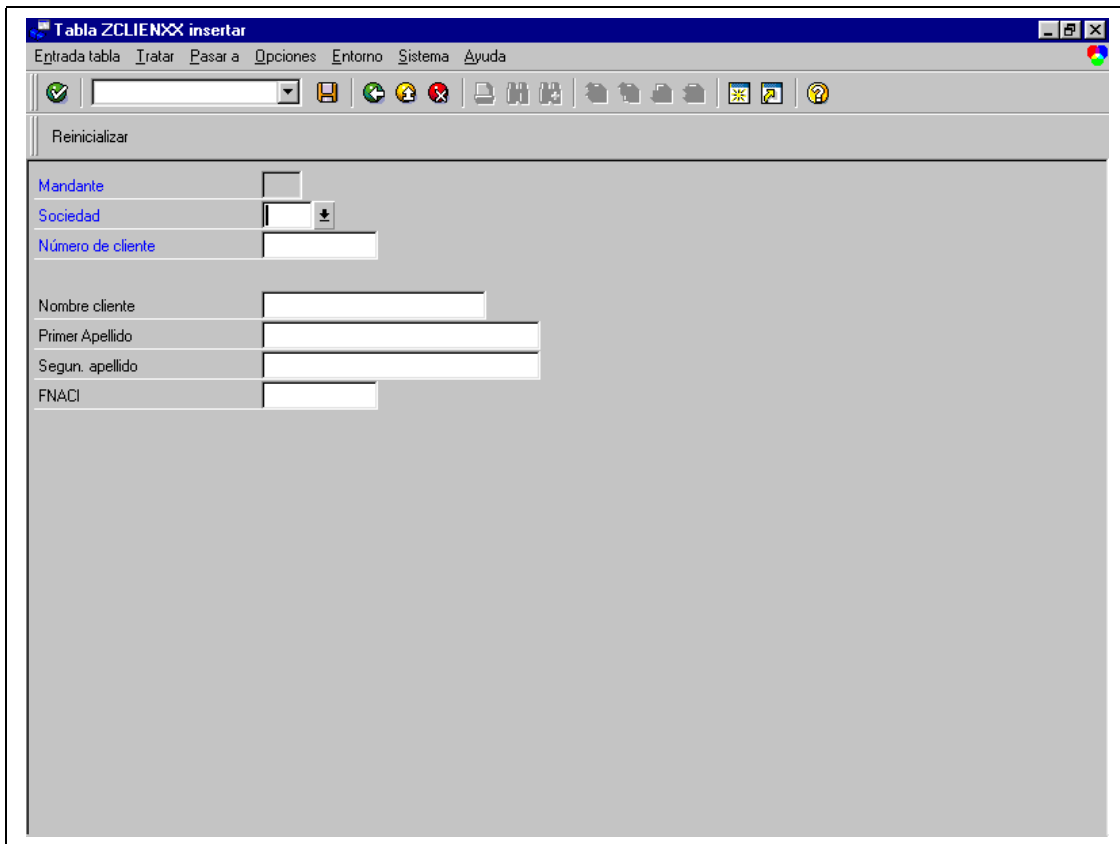 Tabla ZCLIENXX insertar
Entrada tabla Tratar Pasar a Opciones Entorno Sistema Ayuda
Reinicializar
Mandante
Sociedad
Número de cliente
Nombre cliente
Primer Apellido
Segun. apellido
FNACI